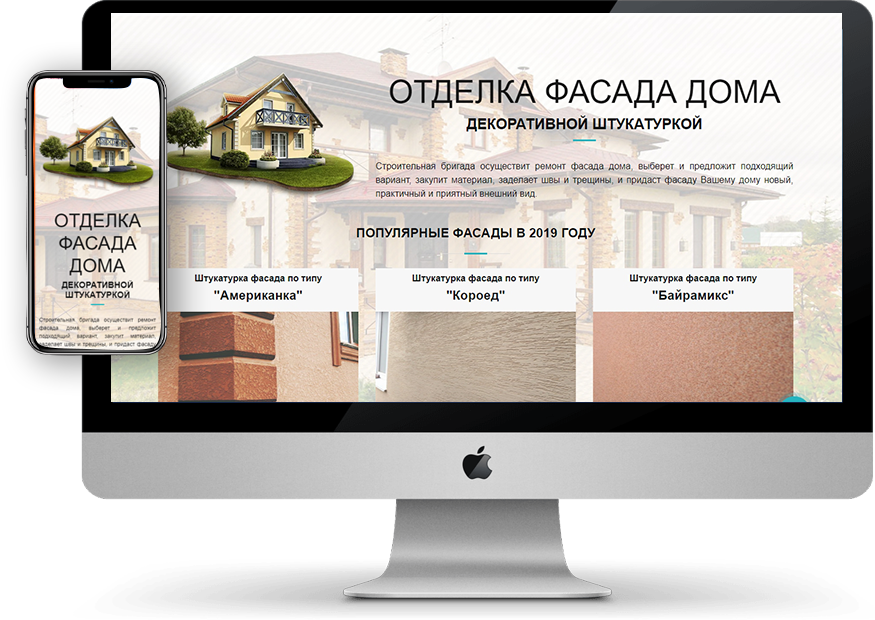 ОТДЕЛКА ФАСАДА ДОМА
ДЕКОРАТИВНОЙ ШТУКАТУРКОЙ
Строительная бригада осуществит ремонт фасада дома, выберет и предложит подходящий
вариант, закупит материал, заделает швы и трещины, и придаст фасаду Вашему дому новый,
практичный и приятный внешний вид.
ПОПУЛЯРНЫЕ ФАСАДЫ В 2019 ГОДУ
Штукатурка фасада по типу
"Американка"
Штукатурка фасада по типу
"Короед"
Штукатурка фасада по типу
"Байрамикс"
ОТДЕЛКА
ФАСАДА
ДОМА
ДЕКОРАТИВНОЙ
ШТУКАТУРКОЙ
Строительная бригада осуществит ремонт
фасада дома, выберет и предложит
подходящий вариант, закупит материал,
заделает швы и трещины, и придаст фасаду